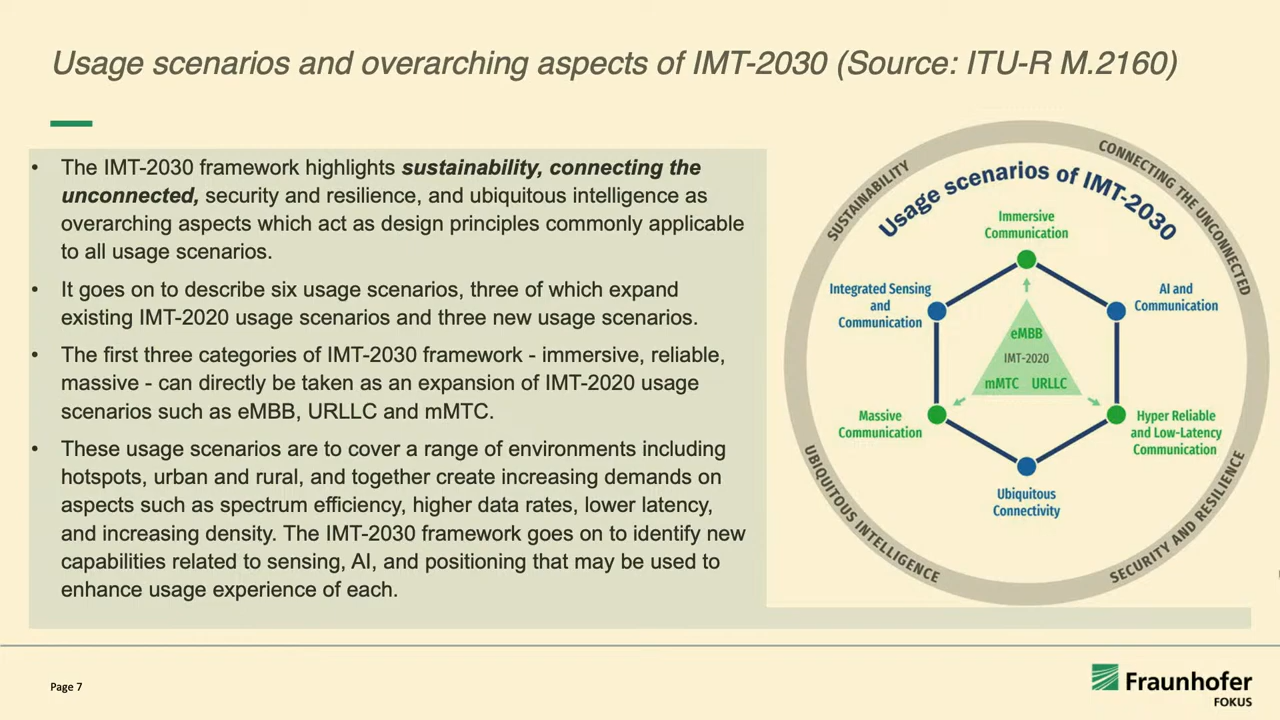 Usage scenarios and overarching aspects of IMT-2030 (Source: ITU-R M.2160)
• The IMT-2030 framework highlights sustainability, connecting the
unconnected, security and resilience, and ubiquitous intelligence as
overarching aspects which act as design principles commonly applicable
to all usage scenarios.
• It goes on to describe six usage scenarios, three of which expand
existing IMT-2020 usage scenarios and three new usage scenarios.
• The first three categories of IMT-2030 framework - immersive, reliable,
massive - can directly be taken as an expansion of IMT-2020 usage
scenarios such as eMBB, URLLC and mMTC.
• These usage scenarios are to cover a range of environments including
hotspots, urban and rural, and together create increasing demands on
aspects such as spectrum efficiency, higher data rates, lower latency,
and increasing density. The IMT-2030 framework goes on to identify new
capabilities related to sensing, AI, and positioning that may be used to
enhance usage experience of each.
SUSTAINABILITY
CONNECTING THE UNCONNECTED
Usage scenarios of IMT-2030
Immersive
Communication
Integrated Sensing
and
Communication
AI and
Communication
eMBB
IMT-2020
mMTC URLLC
Massive
Communication
Hyper Reliable
and Low-Latency
Communication
Ubiquitous
Connectivity
UBIQUITOUS INTELLIGENCE
SECURITY AND RESILIENCE
Page 7
Fraunhofer
FOKUS